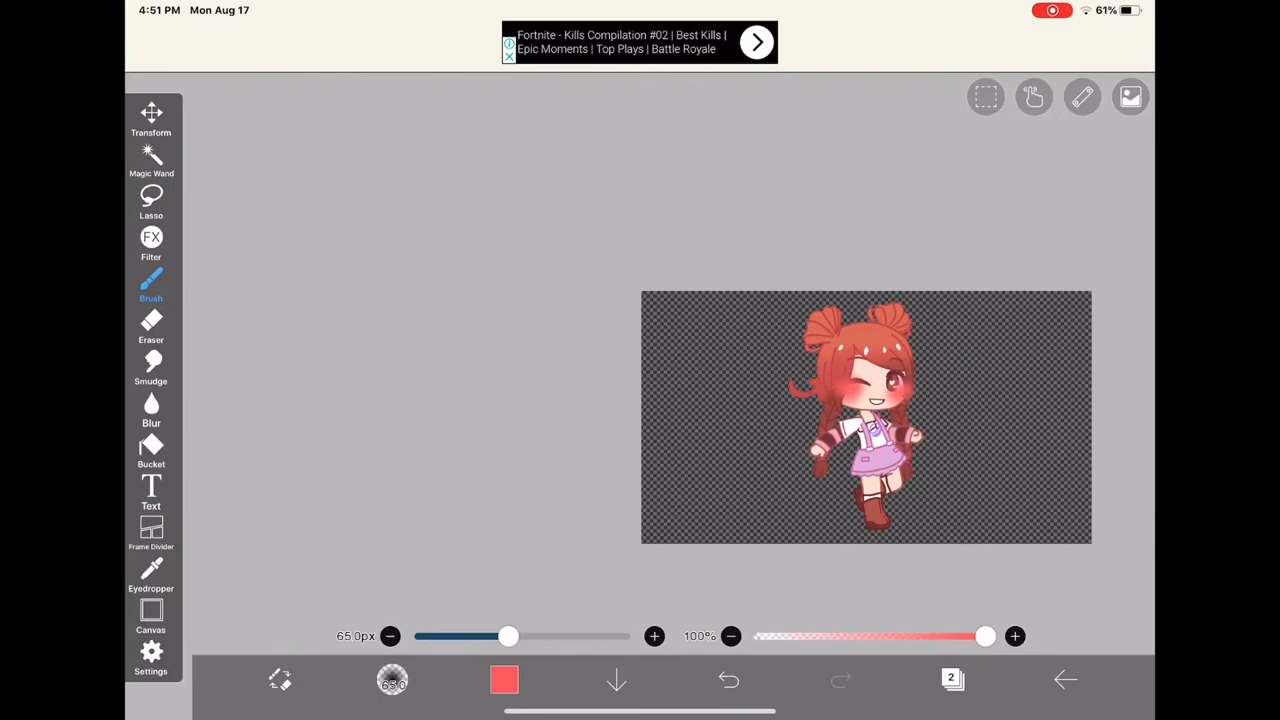 4:51 PM Mon Aug 17
61%
Fortnite - Kills Compilation #02 | Best Kills |
Epic Moments | Top Plays | Battle Royale
Transform
Magic Wand
Lasso
FX
Filter
Brush
Eraser
Smudge
Blur
Bucket
T
Text
Frame Divider
Eyedropper
Canvas
Settings
65.0px
100%
65.0
2